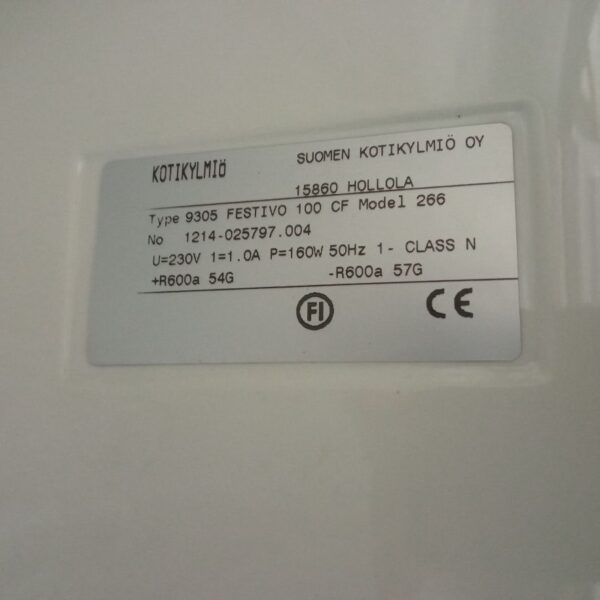 KOTIKYLMIÖ SUOMEN KOTIKYLMIÖ OY
15860 HOLLOLA
Type 9305 FESTIVO 100 CF Model 266
No 1214-025797.004
U=230V 1=1.0A P=160W 50Hz 1- CLASS N
+R600a 54G -R600a 57G
FI CE